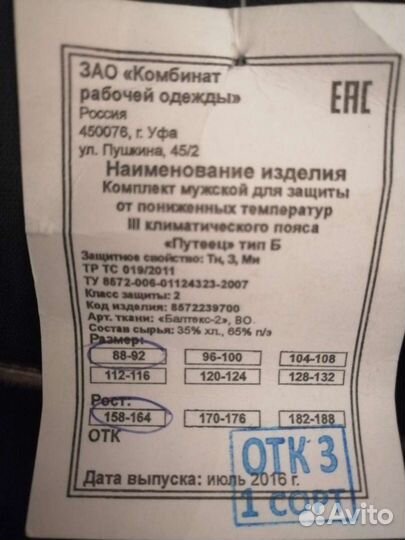 ЗАО «Комбинат
рабочей одежды»
EAC
Россия
450076, г. Уфа
ул. Пушкина, 45/2
Наименование изделия
Комплект мужской для защиты
от пониженных температур
III климатического пояса
«Путеец» тип Б
Защитное свойство: Тн, З, Ми
ТР ТС 019/2011
ТУ 8572-006-01124323-2007
Класс защиты: 2
Код изделия: 8572239700
Арт. ткани: «Балтекс-2», ВО.
Состав сырья: 35% хл., 65% п/э
Размер:
88-92 96-100 104-108
112-116 120-124 128-132
Рост:
158-164 170-176 182-188
ОТК
ОТК 3
1 СОРТ
Дата выпуска: июль 2016 г.
Avito